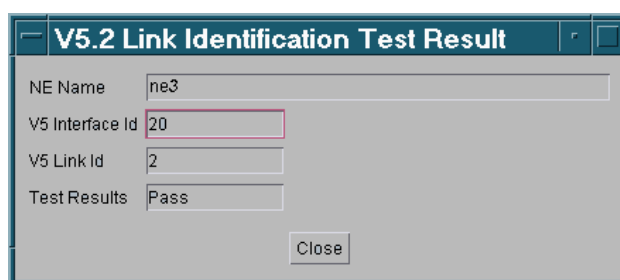 V5.2 Link Identification Test Result
NE Name ne3
V5 Interface Id 20
V5 Link Id 2
Test Results Pass
Close